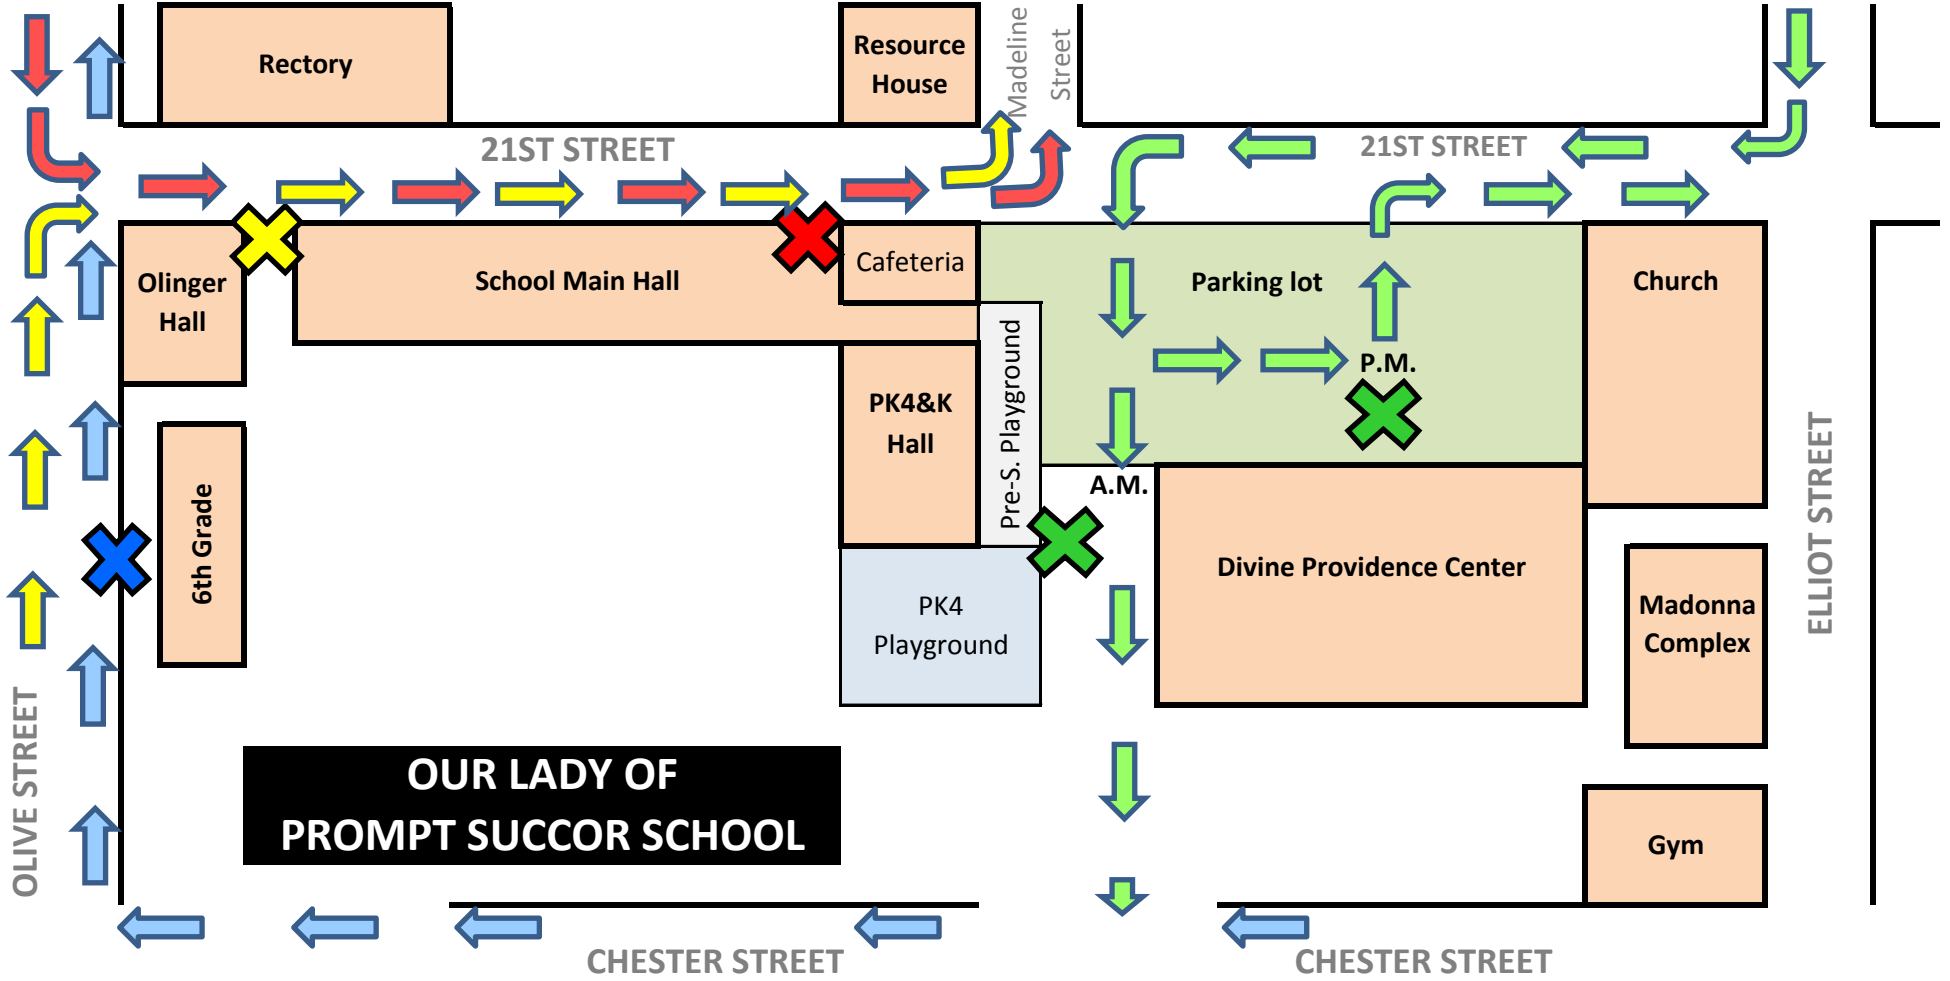 Rectory
Resource
House
Madeline
Street
21ST STREET
21ST STREET
Olinger
Hall
School Main Hall
Cafeteria
Parking lot
Church
P.M.
PK4&K
Hall
Pre-S. Playground
A.M.
6th Grade
Divine Providence Center
ELLIOT STREET
PK4
Playground
Madonna
Complex
OLIVE STREET
OUR LADY OF
PROMPT SUCCOR SCHOOL
Gym
CHESTER STREET
CHESTER STREET